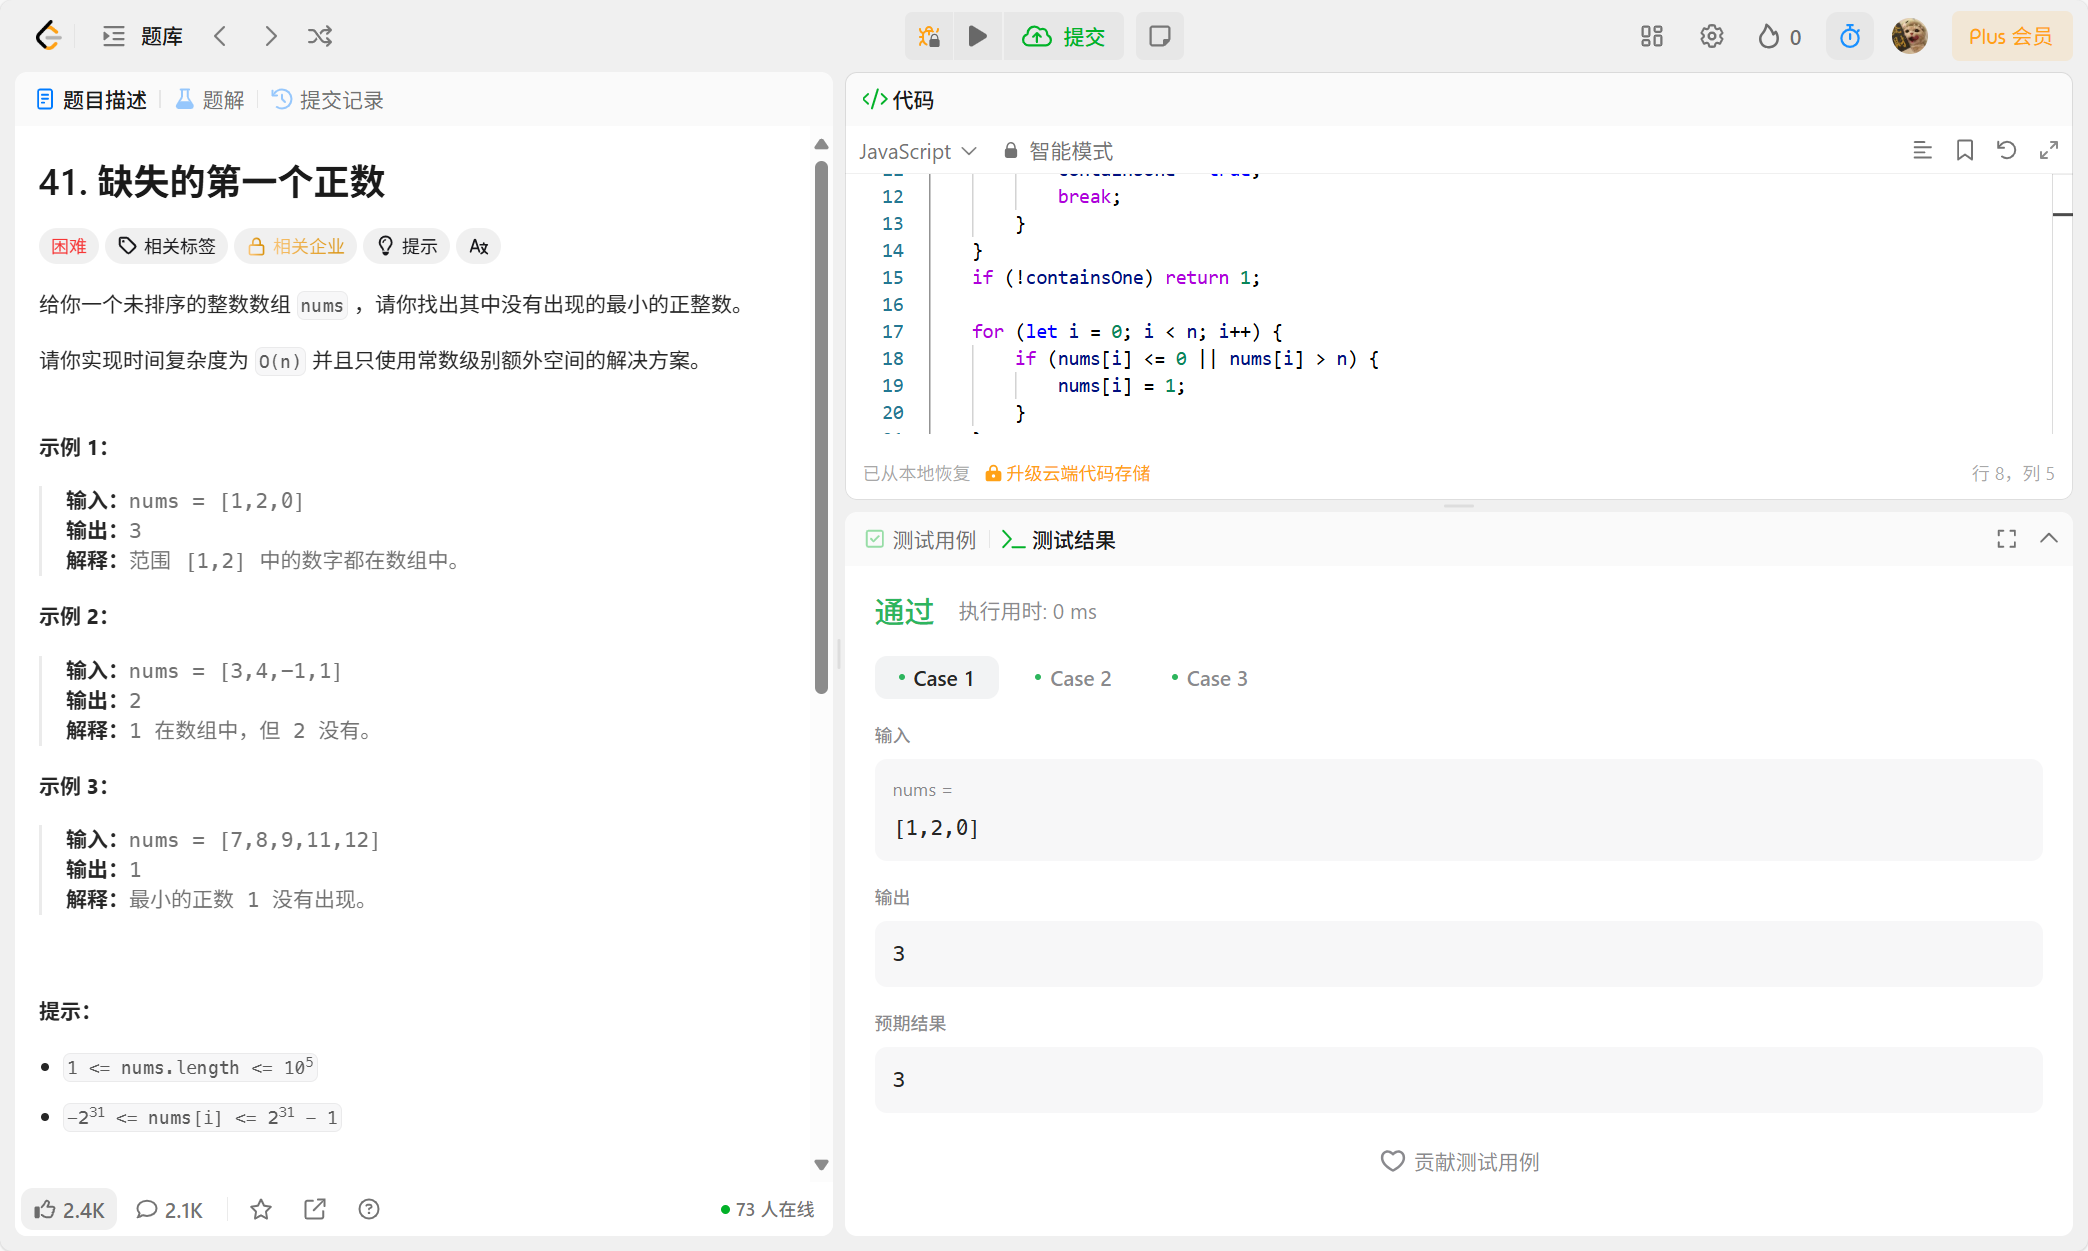 题库
提交
0
Plus 会员
题目描述
题解
提交记录
41. 缺失的第一个正数
困难
相关标签
相关企业
提示
给你一个未排序的整数数组 nums ，请你找出其中没有出现的最小的正整数。
请你实现时间复杂度为 O(n) 并且只使用常数级别额外空间的解决方案。
示例 1：
输入：nums = [1,2,0]
输出：3
解释：范围 [1,2] 中的数字都在数组中。
示例 2：
输入：nums = [3,4,-1,1]
输出：2
解释：1 在数组中，但 2 没有。
示例 3：
输入：nums = [7,8,9,11,12]
输出：1
解释：最小的正数 1 没有出现。
提示：
1 <= nums.length <= 10⁵
-2³¹ <= nums[i] <= 2³¹ - 1
2.4K
2.1K
73 人在线
</> 代码
JavaScript
智能模式
12 break;
13 }
14 }
15 if (!containsOne) return 1;
16
17 for (let i = 0; i < n; i++) {
18 if (nums[i] <= 0 || nums[i] > n) {
19 nums[i] = 1;
20 }
已从本地恢复
升级云端代码存储
行 8，列 5
测试用例
测试结果
通过
执行用时: 0 ms
Case 1
Case 2
Case 3
输入
nums =
[1,2,0]
输出
3
预期结果
3
贡献测试用例